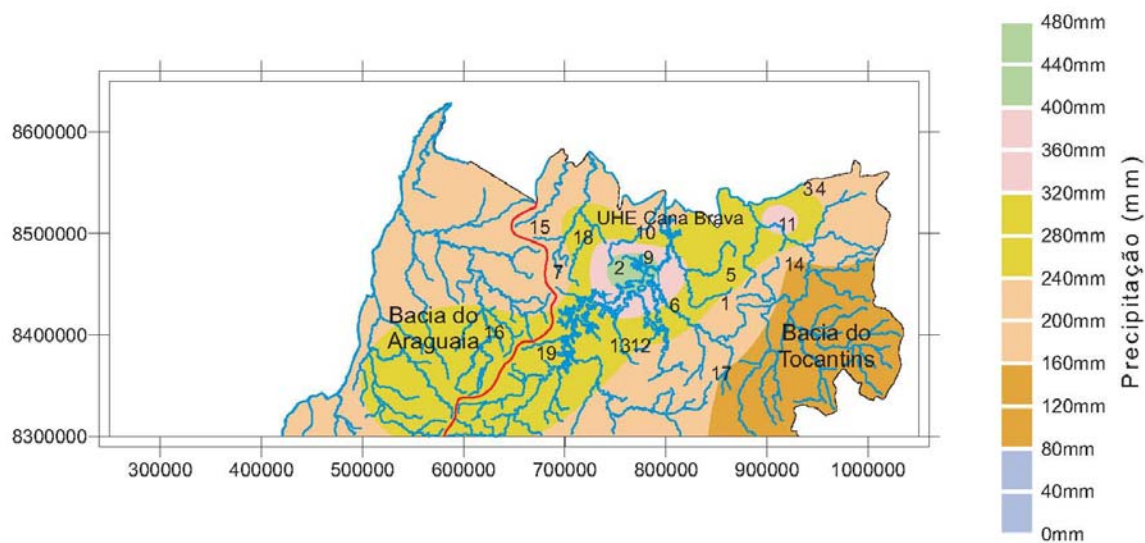 480mm
440mm
400mm
360mm
320mm
280mm
240mm
200mm
160mm
120mm
80mm
40mm
0mm
Precipitação (mm)
8600000
8500000
8400000
8300000
34
UHE Cana Brava
15
18
10
11
7
2
9
5
14
1
6
Bacia do
Araguaia
16
19
1312
Bacia do
Tocantins
17
300000
400000
500000
600000
700000
800000
900000
1000000